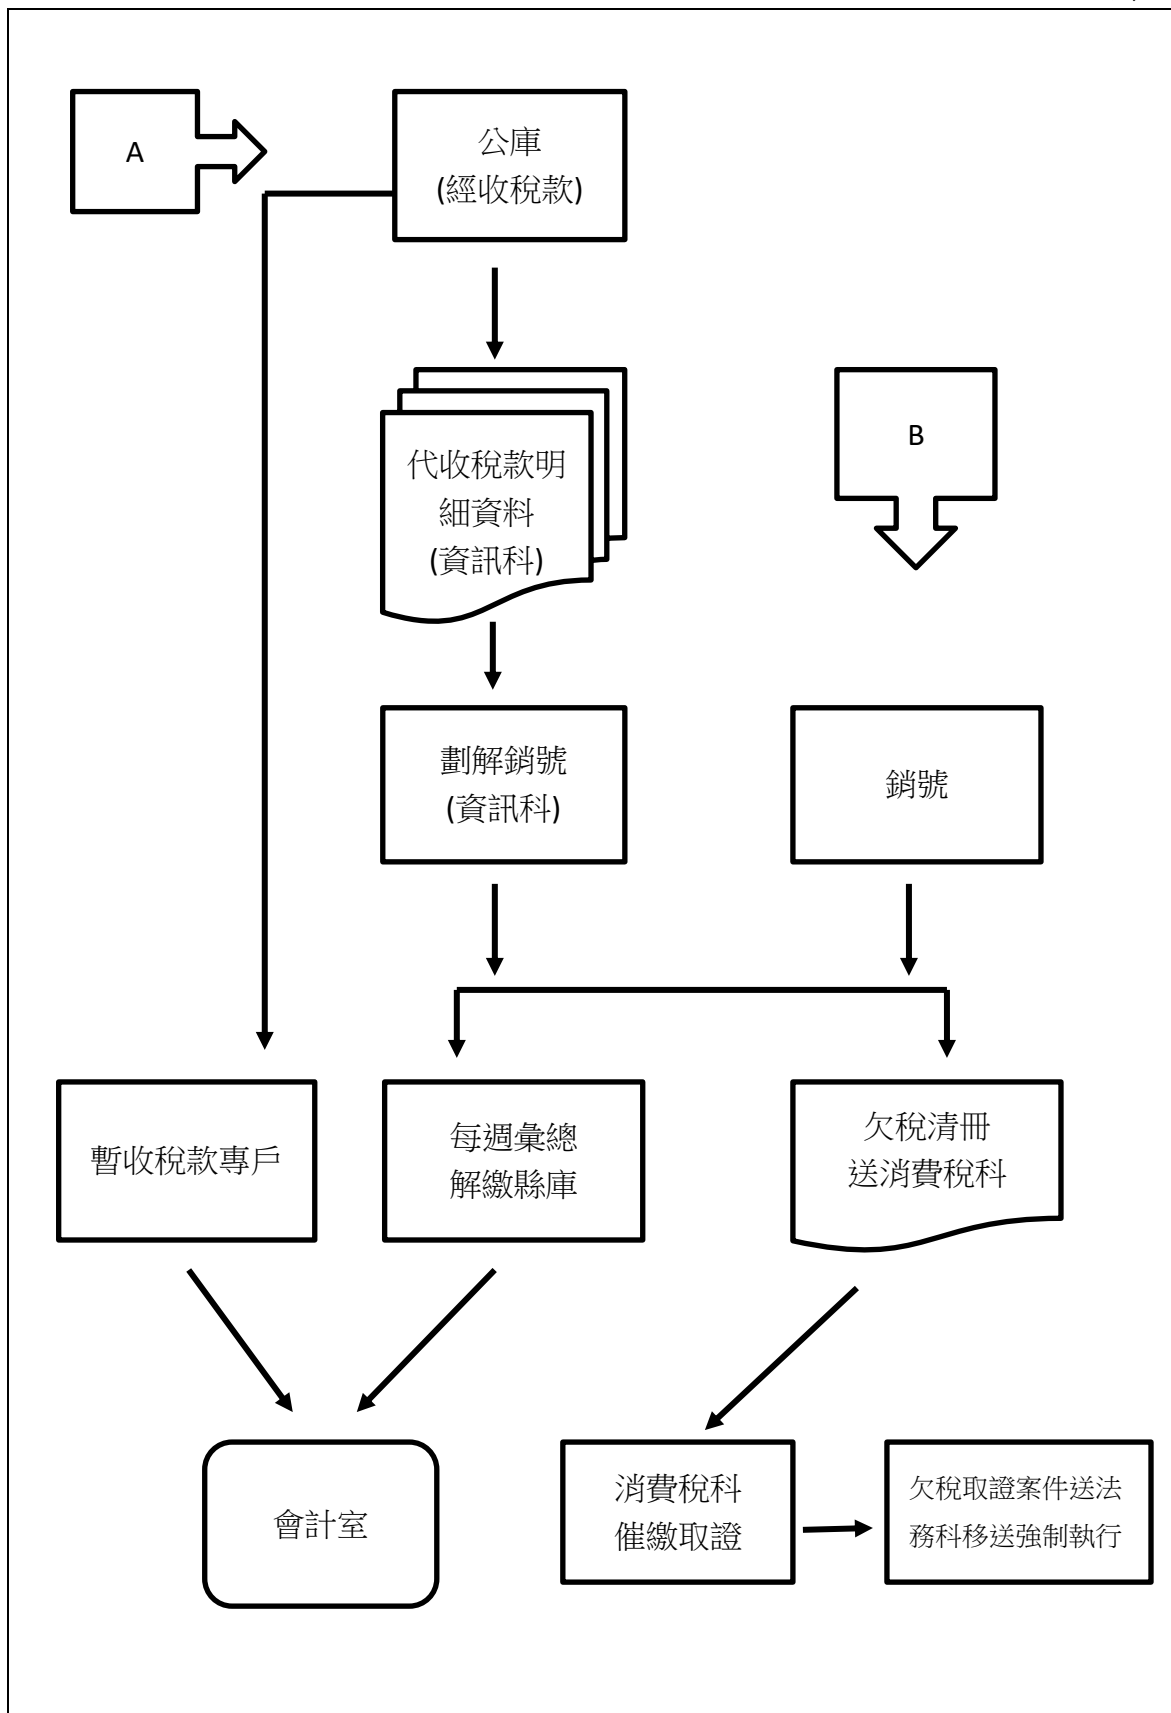 A
公庫
(經收稅款)
代收稅款明
細資料
(資訊科)
B
劃解銷號
(資訊科)
銷號
暫收稅款專戶
每週彙總
解繳縣庫
欠稅清冊
送消費稅科
會計室
消費稅科
催繳取證
欠稅取證案件送法
務科移送強制執行